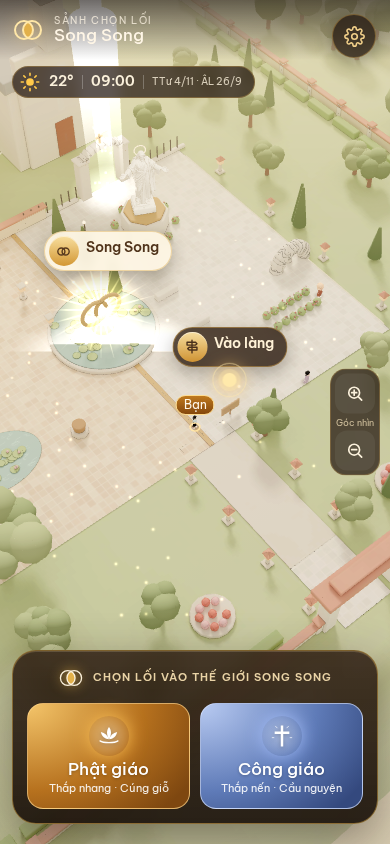 SẢNH CHỌN LỐI
Song Song
22° 09:00 TTư 4/11 · ÂL 26/9
Song Song
Vào làng
Bạn
Góc nhìn
CHỌN LỐI VÀO THẾ GIỚI SONG SONG
Phật giáo
Thắp nhang · Cúng giỗ
Công giáo
Thắp nến · Cầu nguyện